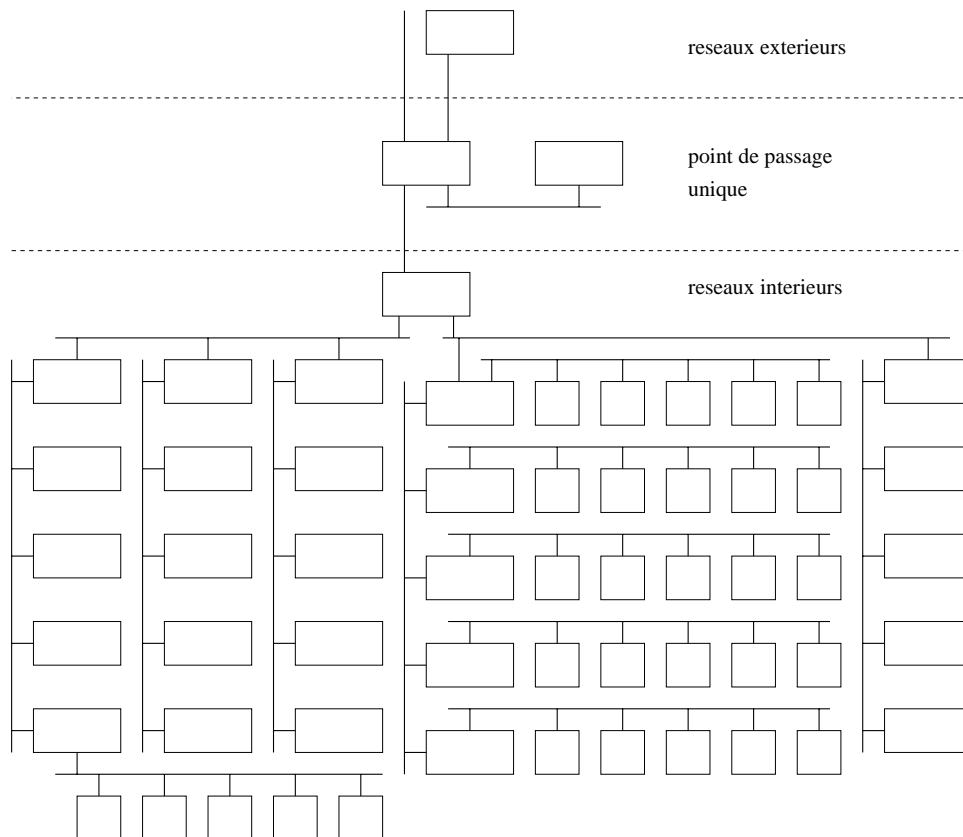 reseaux exterieurs
point de passage
unique
reseaux interieurs